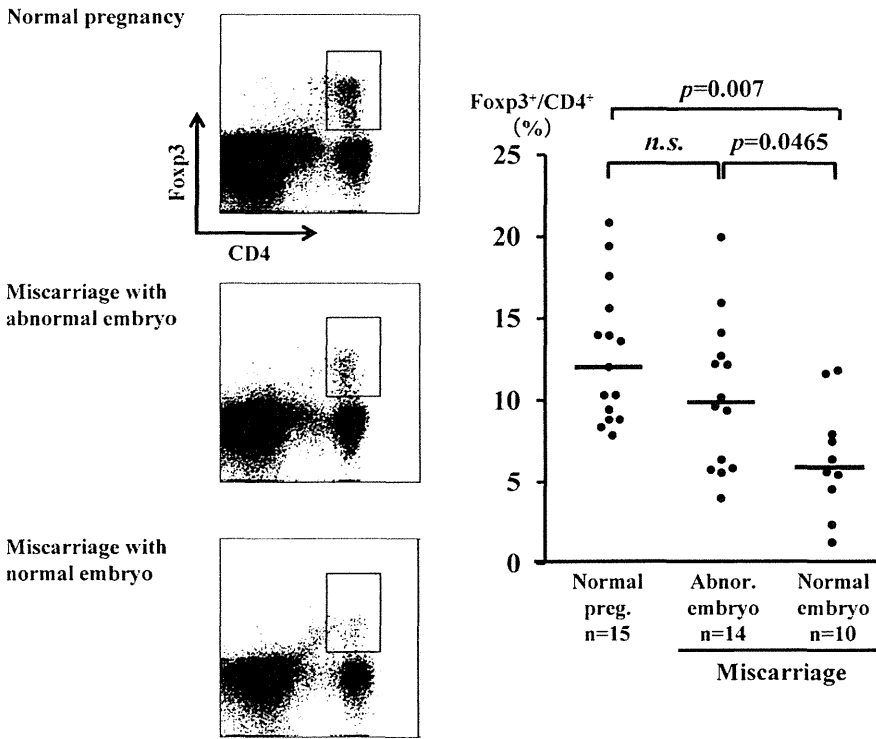 Normal pregnancy
Foxp3
CD4
Miscarriage with
abnormal embryo
Miscarriage with
normal embryo
Foxp3⁺/CD4⁺
(%)
p=0.007
n.s.
p=0.0465
25
20
15
10
5
0
Normal
preg.
n=15
Abnor.
embryo
n=14
Normal
embryo
n=10
Miscarriage